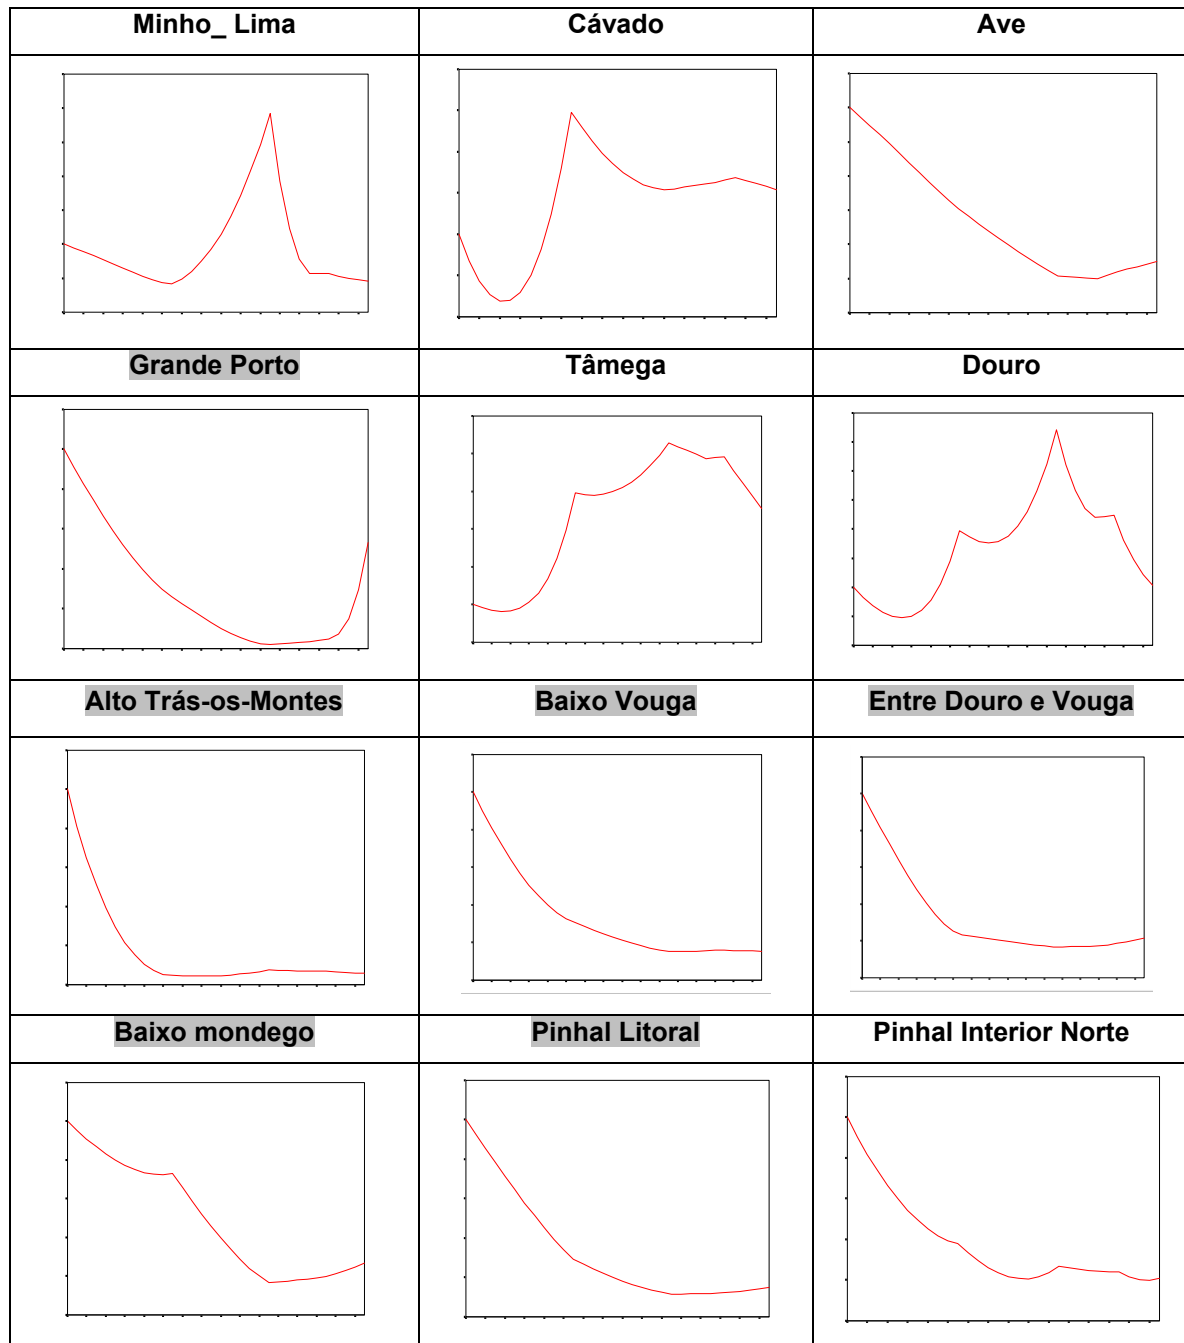 Minho_ Lima
Cávado
Ave
Grande Porto
Tâmega
Douro
Alto Trás-os-Montes
Baixo Vouga
Entre Douro e Vouga
Baixo mondego
Pinhal Litoral
Pinhal Interior Norte